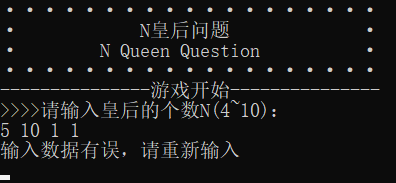 N皇后问题
N Queen Question
---------------游戏开始---------------
>>>>请输入皇后的个数N(4~10):
5 10 1 1
输入数据有误，请重新输入